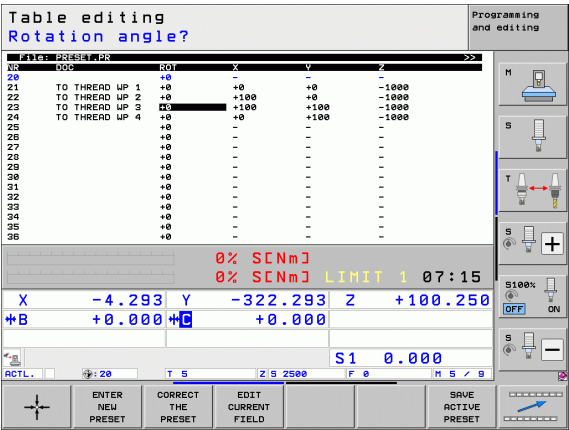 Table editing
Rotation angle?
Programming
and editing
File: PRESET.PR >>
NR DOC ROT X Y Z
20 +0 - - -
21 TO THREAD WP 1 +0 +0 +0 -1000
22 TO THREAD WP 2 +0 +100 +0 -1000
23 TO THREAD WP 3 +0 +100 +100 -1000
24 TO THREAD WP 4 +0 +0 +100 -1000
25 +0 - - -
26 +0 - - -
27 +0 - - -
28 +0 - - -
29 +0 - - -
30 +0 - - -
31 +0 - - -
32 +0 - - -
33 +0 - - -
34 +0 - - -
35 +0 - - -
36 +0 - - -
M
S
T
S
+
S100%
OFF ON
S
-
0% S[Nm]
0% S[Nm] LIMIT 1 07:15
X -4.293 Y -322.293 Z +100.250
B +0.000 C +0.000
S1 0.000
ACTL. : 20 T 5 Z S 2500 F 0 M 5 / 9
ENTER
NEW
PRESET
CORRECT
THE
PRESET
EDIT
CURRENT
FIELD
SAVE
ACTIVE
PRESET